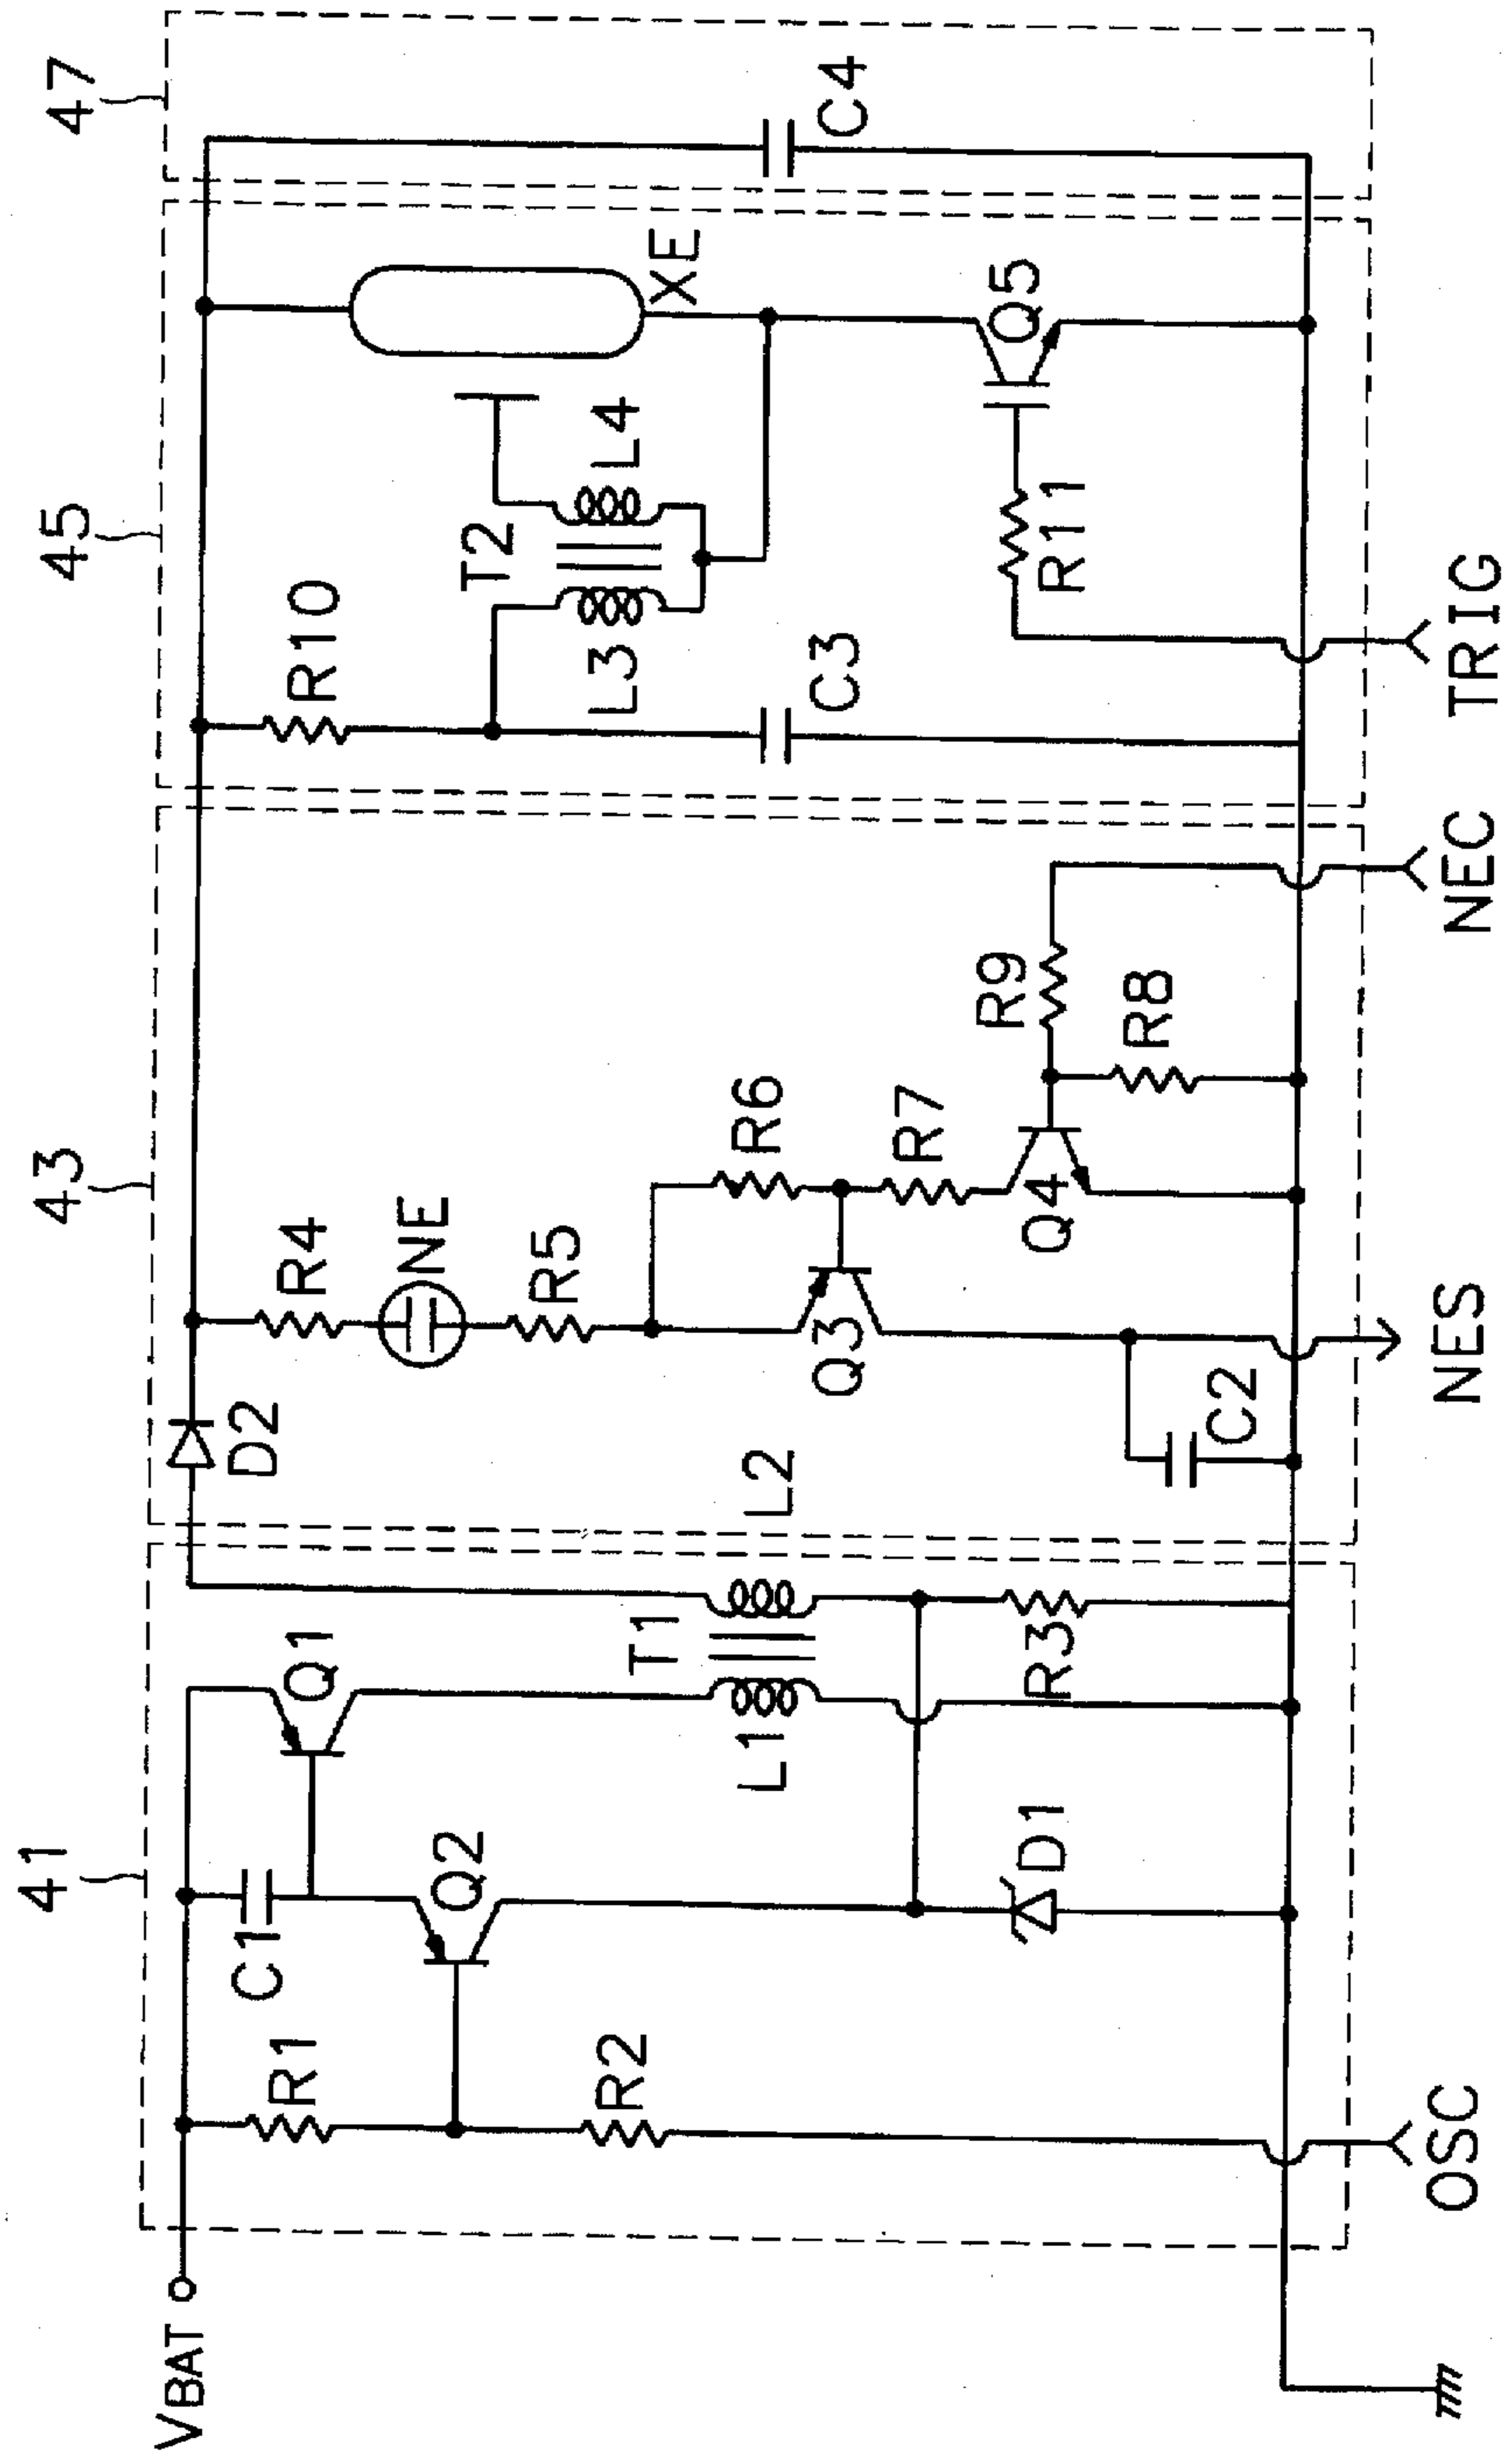 41
43
45
47
VBAT
R1
C1
Q1
Q2
R2
T1
L1
L2
D1
R3
OSC
D2
R4
NE
R5
R6
Q3
R7
Q4
R9
R8
C2
NES
NEC
R10
T2
L3
L4
XE
C3
R11
Q5
TRIG
C4